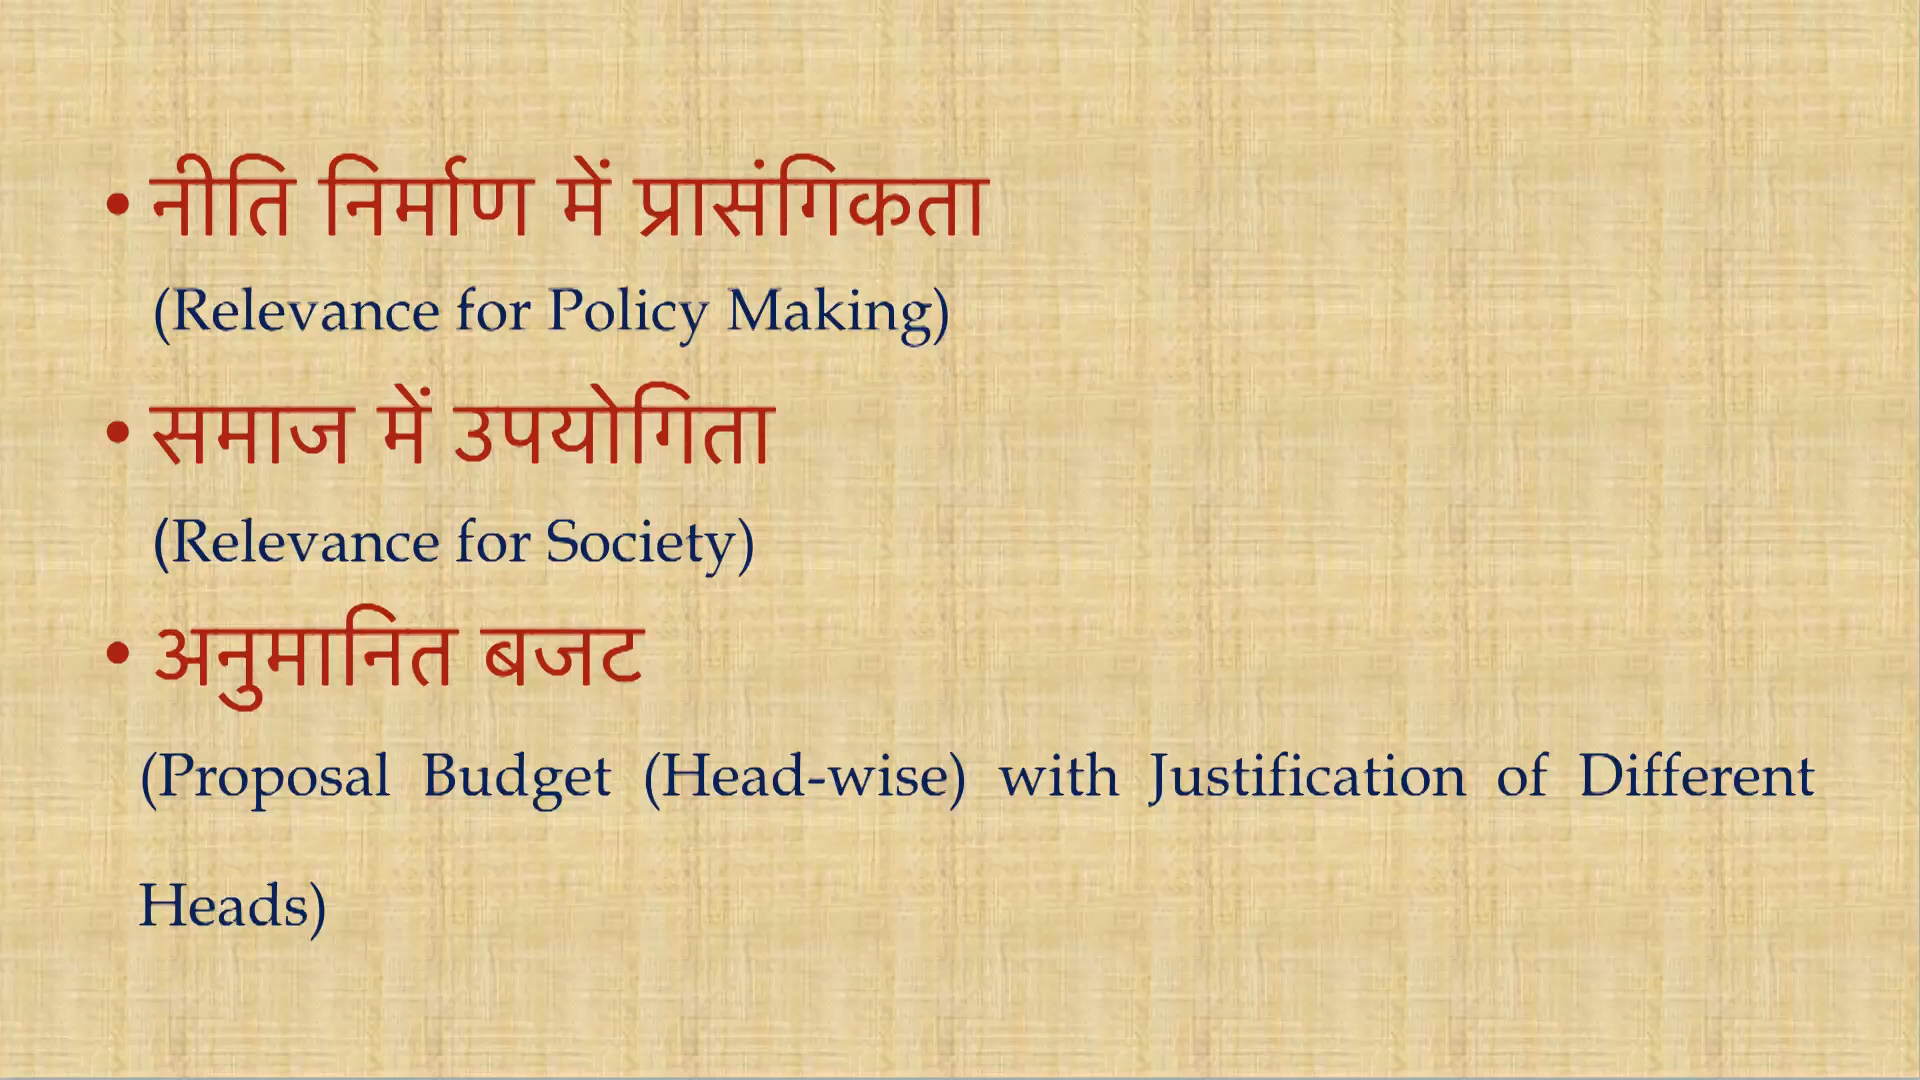 • नीति निर्माण में प्रासंगिकता
(Relevance for Policy Making)
• समाज में उपयोगिता
(Relevance for Society)
• अनुमानित बजट
(Proposal Budget (Head-wise) with Justification of Different
Heads)